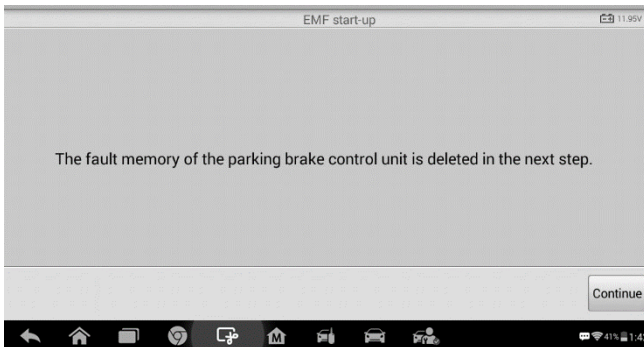 EMF start-up
11.95V
The fault memory of the parking brake control unit is deleted in the next step.
Continue
M
41%